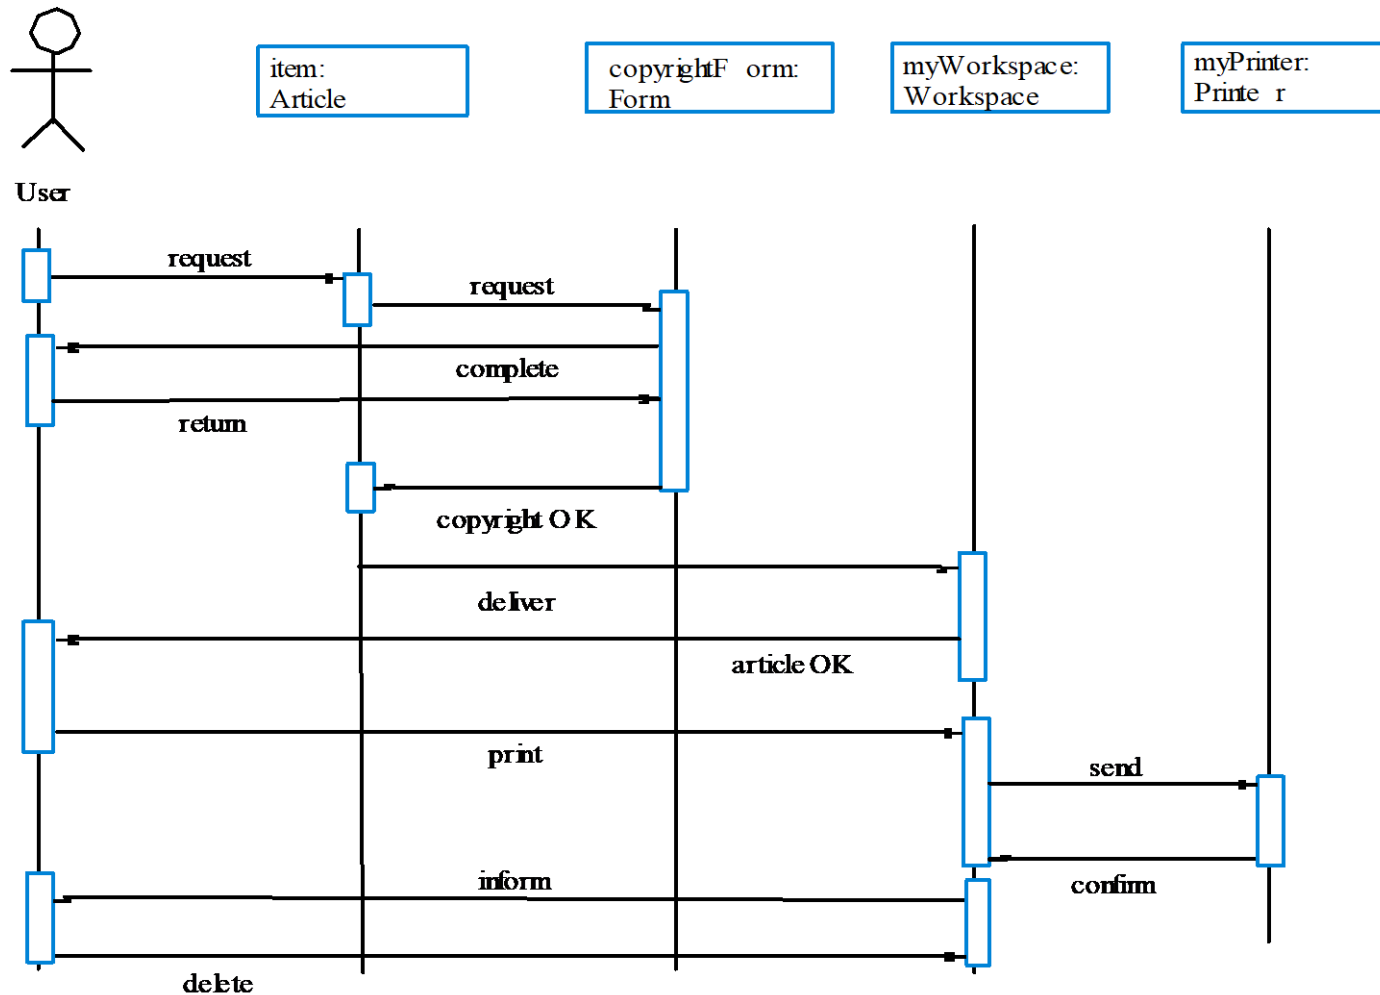 item:
Article
copyrightF orm:
Form
myWorkspace:
Workspace
myPrinter:
Printe r
User
request
request
complete
return
copyright OK
deliver
article OK
print
send
confirm
inform
delete